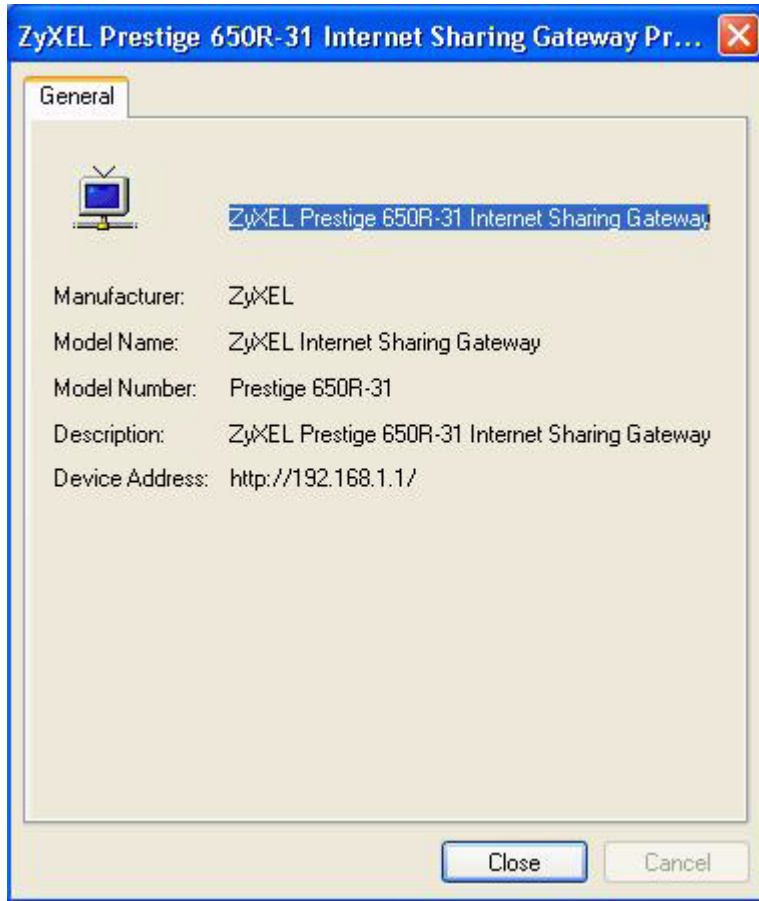 ZyXEL Prestige 650R-31 Internet Sharing Gateway Pr...
General
ZyXEL Prestige 650R-31 Internet Sharing Gateway
Manufacturer: ZyXEL
Model Name: ZyXEL Internet Sharing Gateway
Model Number: Prestige 650R-31
Description: ZyXEL Prestige 650R-31 Internet Sharing Gateway
Device Address: http://192.168.1.1/
Close Cancel